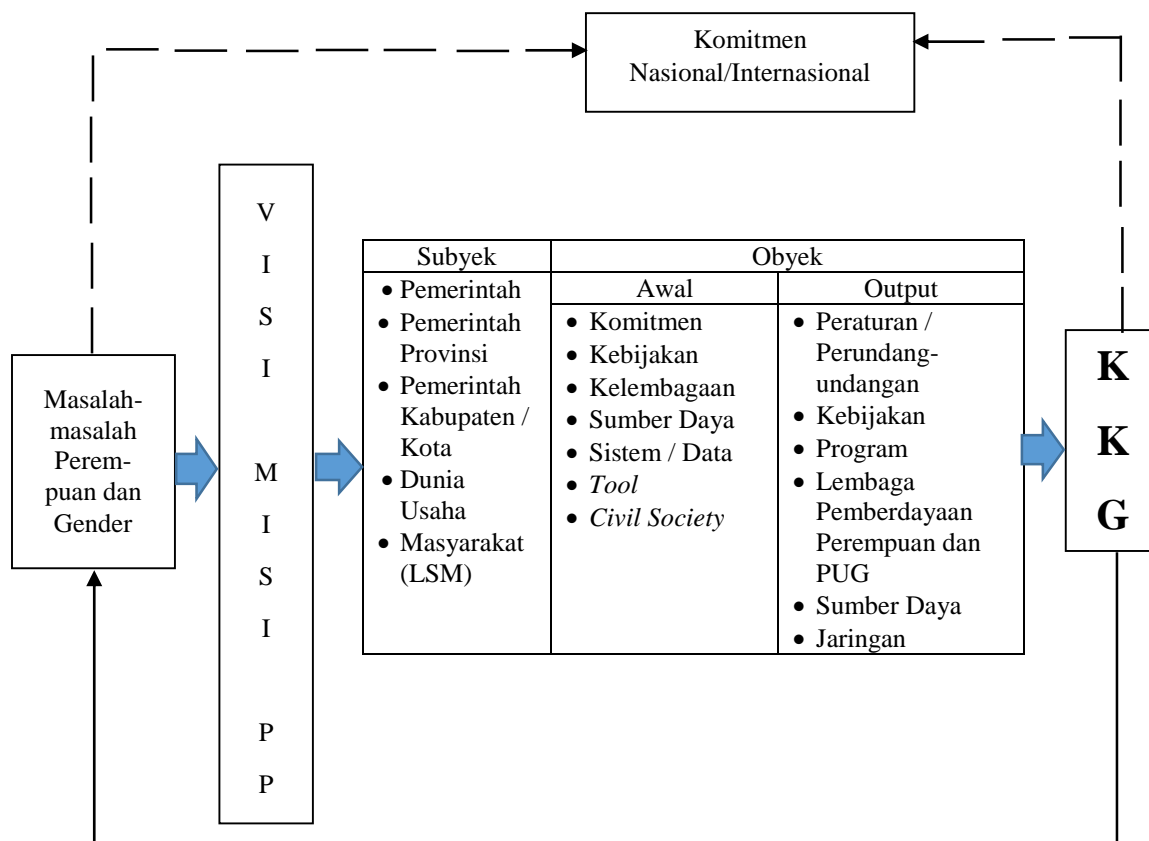 Komitmen
Nasional/Internasional
Masalah-
masalah
Perem-
puan dan
Gender
V
I
S
I
M
I
S
I
P
P
Subyek
• Pemerintah
• Pemerintah
Provinsi
• Pemerintah
Kabupaten /
Kota
• Dunia
Usaha
• Masyarakat
(LSM)
Obyek
Awal
• Komitmen
• Kebijakan
• Kelembagaan
• Sumber Daya
• Sistem / Data
• Tool
• Civil Society
Output
• Peraturan /
Perundang-
undangan
• Kebijakan
• Program
• Lembaga
Pemberdayaan
Perempuan dan
PUG
• Sumber Daya
• Jaringan
K
K
G